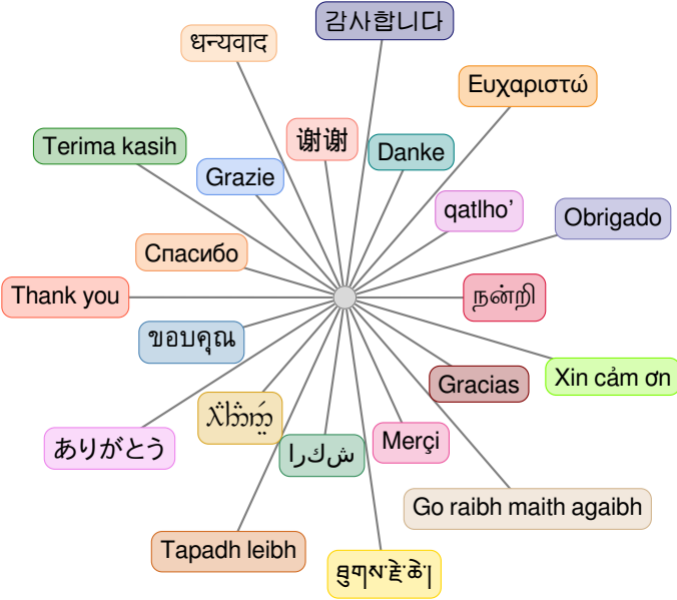 감사합니다
धन्यवाद
Ευχαριστώ
谢谢
Terima kasih
Danke
Grazie
qatlho’
Obrigado
Спасибо
Thank you
நன்றி
ขอบคุณ
Xin cảm ơn
Gracias
ありがとう
شكرا
Merçi
Go raibh maith agaibh
Tapadh leibh
ཐུགས་རྗེ་ཆེ་།